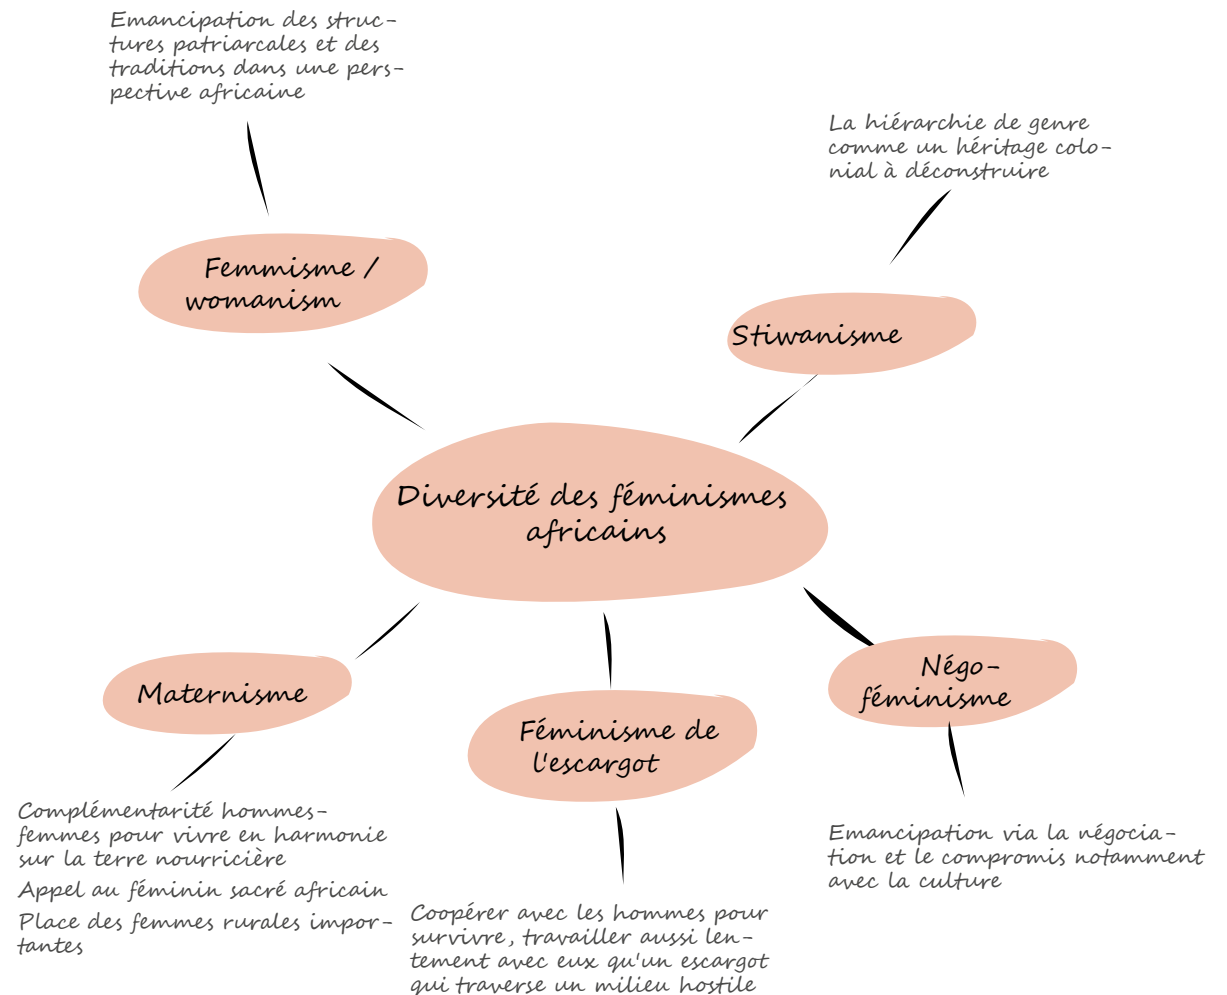 Emancipation des struc-
tures patriarcales et des
traditions dans une pers-
pective africaine
La hiérarchie de genre
comme un héritage colo-
nial à déconstruire
Femmisme /
womanism
Stiwanisme
Diversité des féminismes
africains
Maternisme
Féminisme de
l'escargot
Négo-
féminisme
Complémentarité hommes-
femmes pour vivre en harmonie
sur la terre nourricière
Appel au féminin sacré africain
Place des femmes rurales impor-
tantes
Coopérer avec les hommes pour
survivre, travailler aussi len-
tement avec eux qu'un escargot
qui traverse un milieu hostile
Emancipation via la négocia-
tion et le compromis notamment
avec la culture